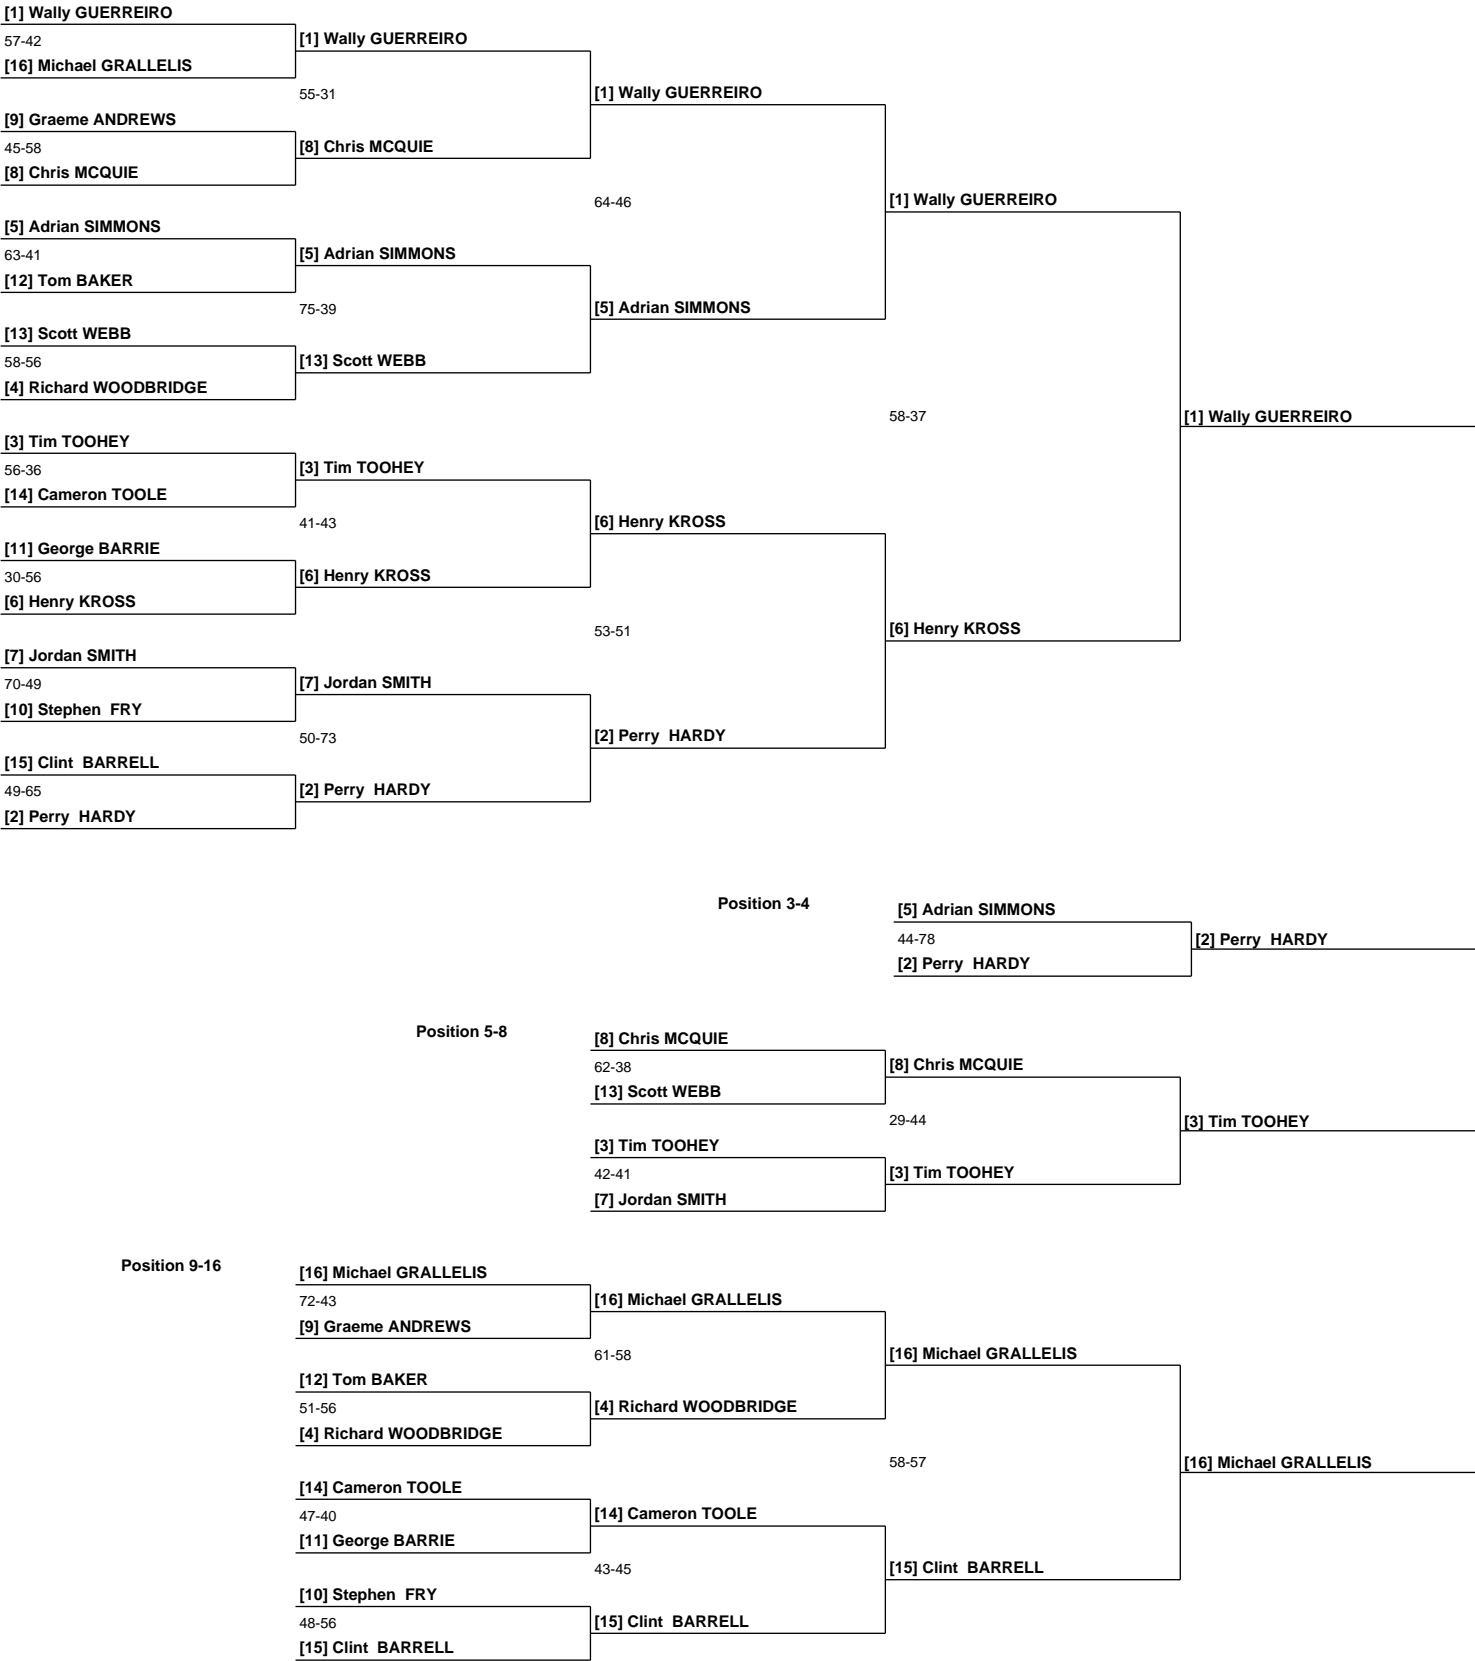 [1] Wally GUERREIRO
57-42
[1] Wally GUERREIRO
[16] Michael GRALLELIS
55-31
[1] Wally GUERREIRO
[9] Graeme ANDREWS
45-58
[8] Chris MCQUIE
[8] Chris MCQUIE
64-46
[1] Wally GUERREIRO
[5] Adrian SIMMONS
63-41
[5] Adrian SIMMONS
[12] Tom BAKER
75-39
[5] Adrian SIMMONS
[13] Scott WEBB
58-56
[13] Scott WEBB
[4] Richard WOODBRIDGE
58-37
[1] Wally GUERREIRO
[3] Tim TOOHEY
56-36
[3] Tim TOOHEY
[14] Cameron TOOLE
41-43
[6] Henry KROSS
[11] George BARRIE
30-56
[6] Henry KROSS
[6] Henry KROSS
53-51
[6] Henry KROSS
[7] Jordan SMITH
70-49
[7] Jordan SMITH
[10] Stephen  FRY
50-73
[2] Perry  HARDY
[15] Clint  BARRELL
49-65
[2] Perry  HARDY
[2] Perry  HARDY
Position 3-4
[5] Adrian SIMMONS
44-78
[2] Perry  HARDY
[2] Perry  HARDY
Position 5-8
[8] Chris MCQUIE
62-38
[8] Chris MCQUIE
[13] Scott WEBB
29-44
[3] Tim TOOHEY
[3] Tim TOOHEY
42-41
[3] Tim TOOHEY
[7] Jordan SMITH
Position 9-16
[16] Michael GRALLELIS
72-43
[16] Michael GRALLELIS
[9] Graeme ANDREWS
61-58
[16] Michael GRALLELIS
[12] Tom BAKER
51-56
[4] Richard WOODBRIDGE
[4] Richard WOODBRIDGE
58-57
[16] Michael GRALLELIS
[14] Cameron TOOLE
47-40
[14] Cameron TOOLE
[11] George BARRIE
43-45
[15] Clint  BARRELL
[10] Stephen  FRY
48-56
[15] Clint  BARRELL
[15] Clint  BARRELL